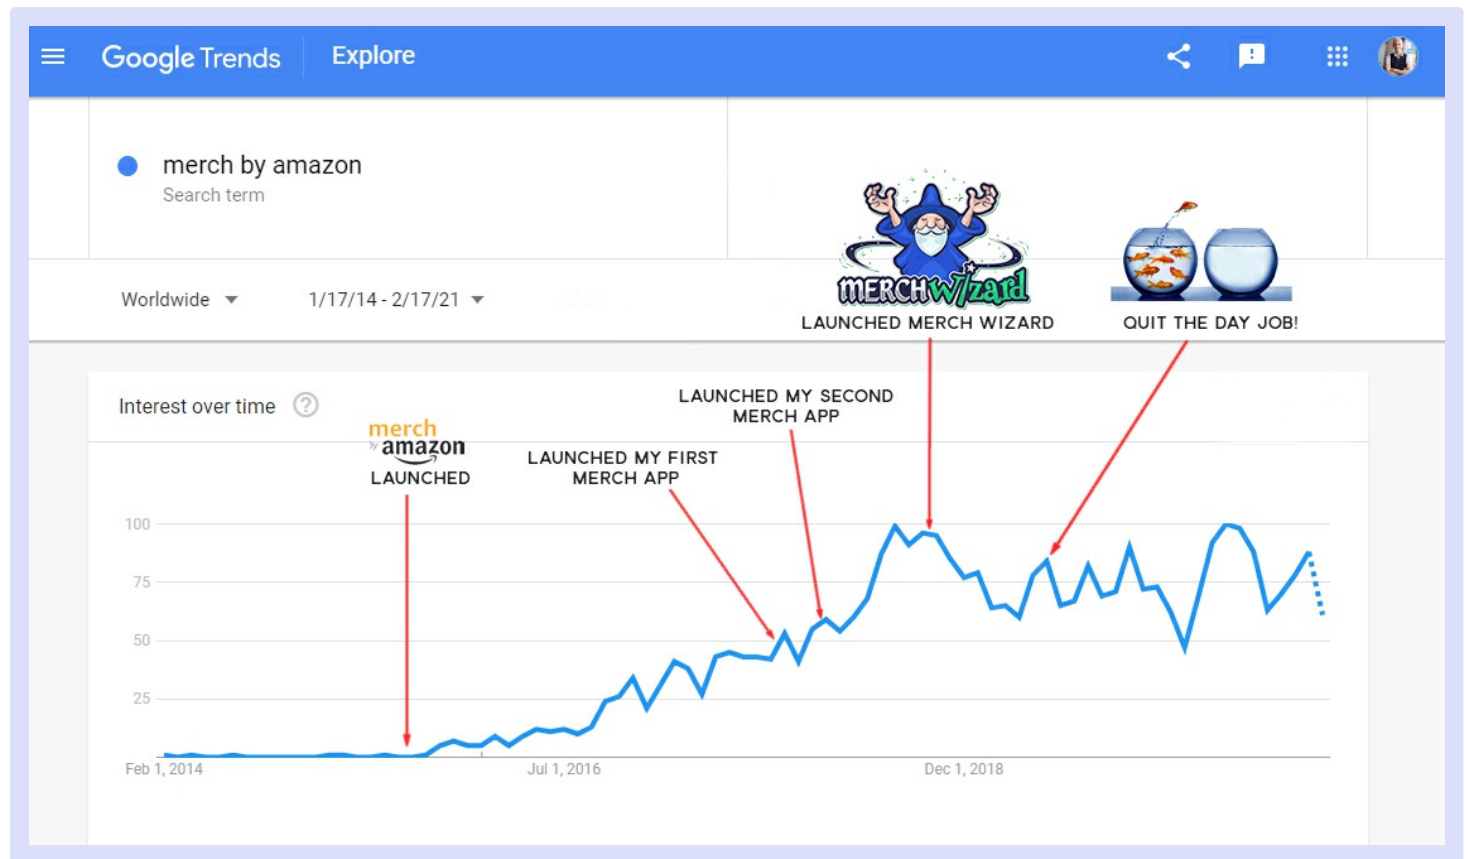 Google Trends
Explore
merch by amazon
Search term
Worldwide
1/17/14 - 2/17/21
MERCHWIZARD
LAUNCHED MERCH WIZARD
QUIT THE DAY JOB!
Interest over time
?
merch
by amazon
LAUNCHED
LAUNCHED MY FIRST
MERCH APP
LAUNCHED MY SECOND
MERCH APP
100
75
50
25
Feb 1, 2014
Jul 1, 2016
Dec 1, 2018